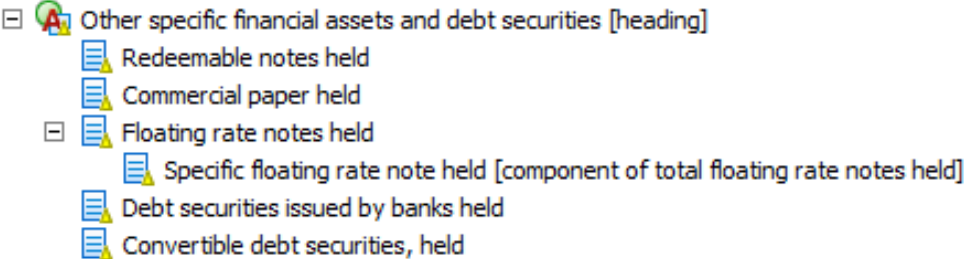 Other specific financial assets and debt securities [heading]
Redeemable notes held
Commercial paper held
Floating rate notes held
Specific floating rate note held [component of total floating rate notes held]
Debt securities issued by banks held
Convertible debt securities, held